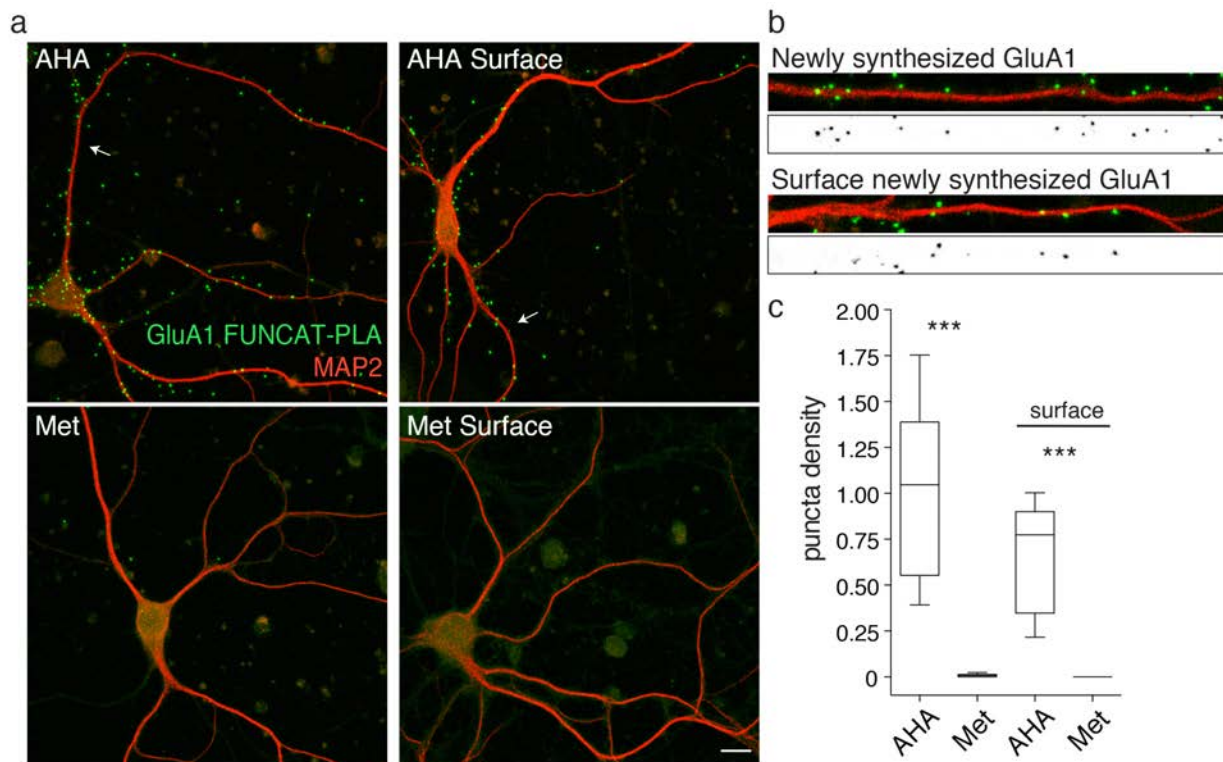 a
AHA
GluA1 FUNCAT-PLA
MAP2
AHA Surface
Met
Met Surface
b
Newly synthesized GluA1
Surface newly synthesized GluA1
c
puncta density
2.00
1.75
1.50
1.25
1.00
0.75
0.50
0.25
0
***
surface
***
AHA
Met
AHA
Met